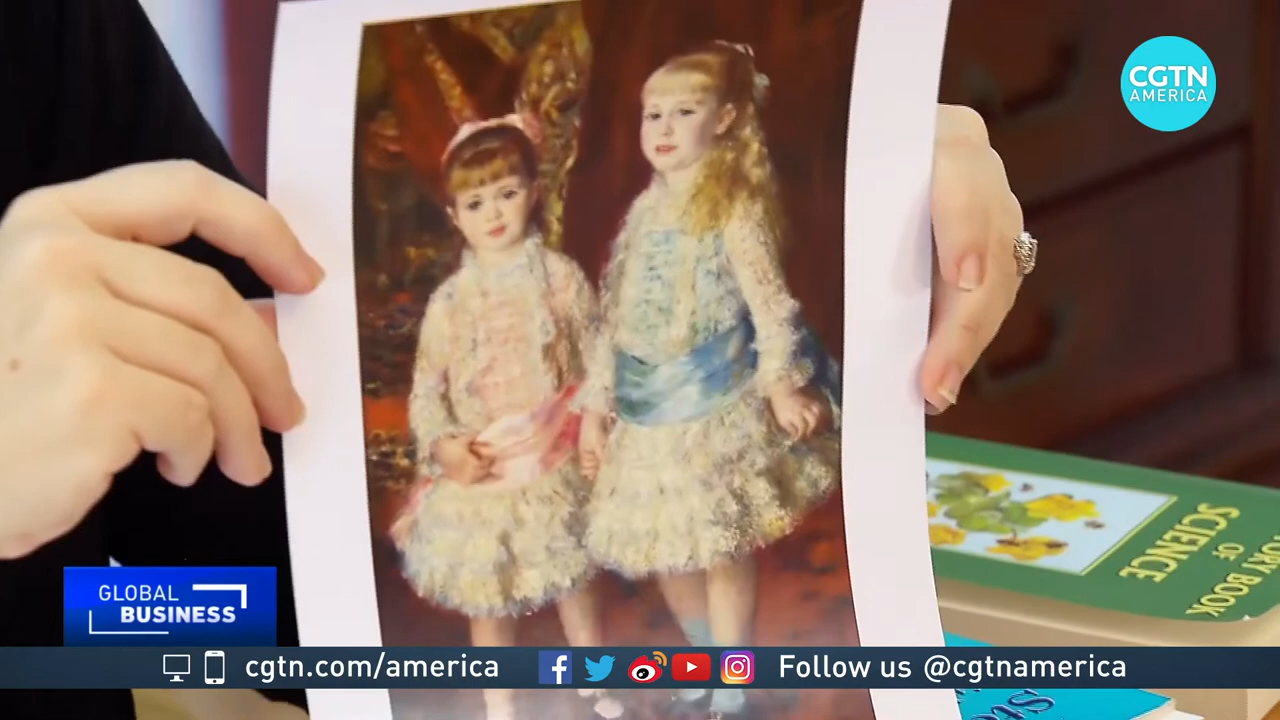 CGTN
AMERICA
STORY BOOK
OF
SCIENCE
GLOBAL
BUSINESS
cgtn.com/america
Follow us @cgtnamerica